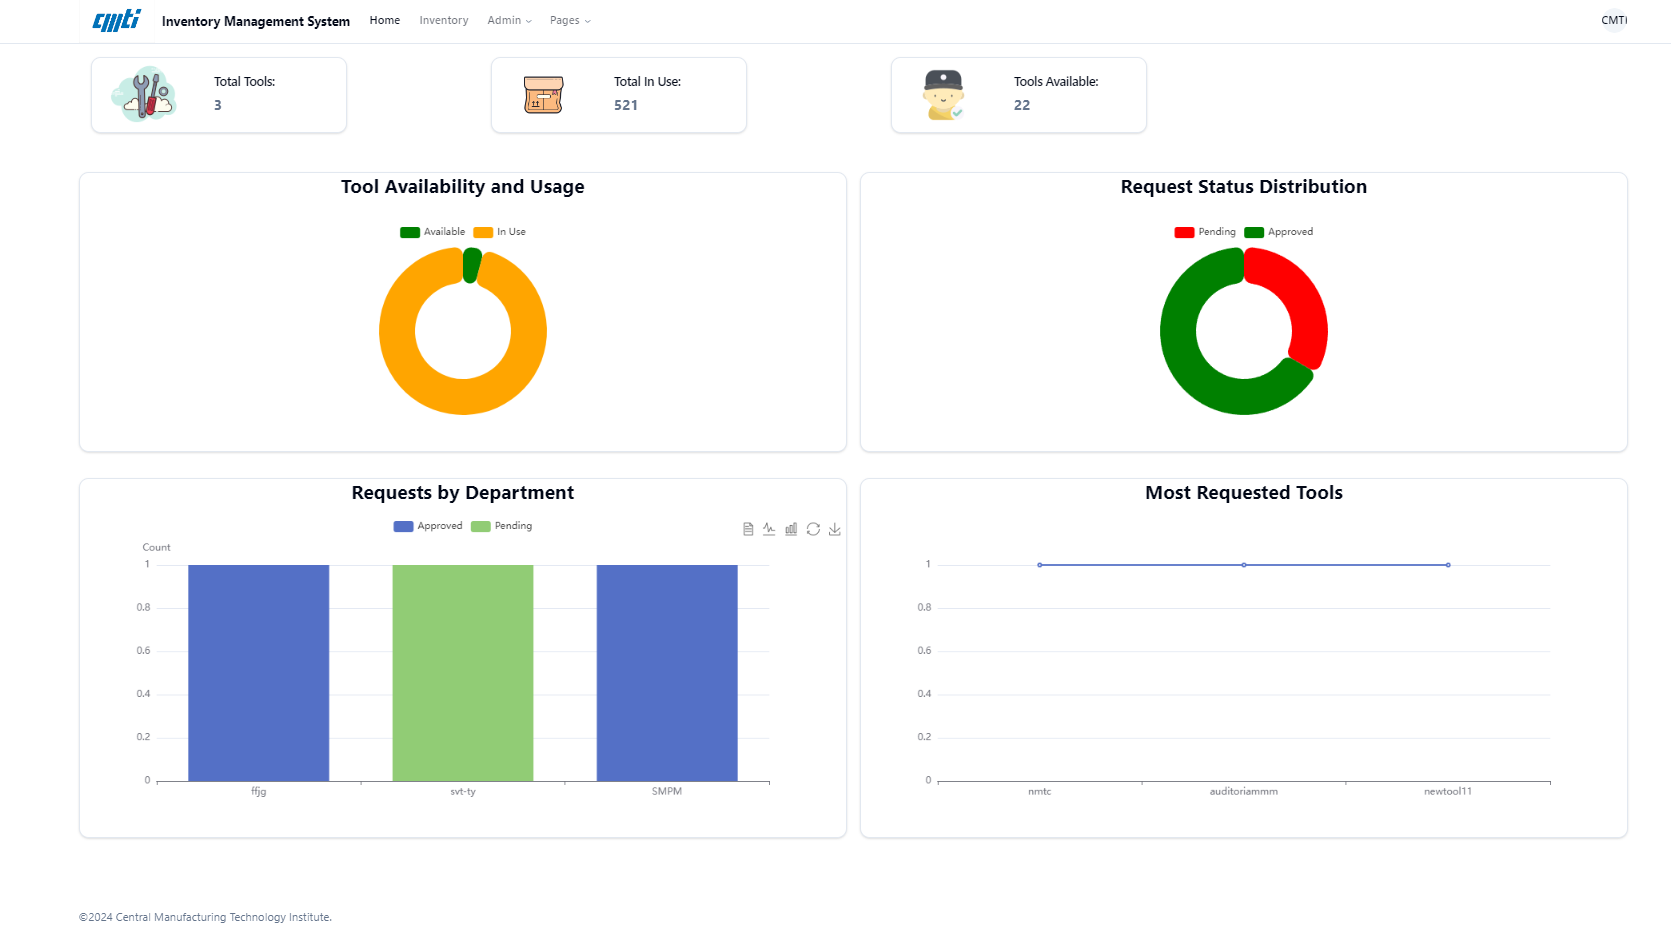 cmti Inventory Management System Home Inventory Admin Pages CMTI
Total Tools:
3
Total In Use:
521
Tools Available:
22
Tool Availability and Usage
Available In Use
Request Status Distribution
Pending Approved
Requests by Department
Approved Pending
Count
1
0.8
0.6
0.4
0.2
0
ffjg svt-ty SMPM
Most Requested Tools
1
0.8
0.6
0.4
0.2
0
nmtc auditoriammm newtool11
©2024 Central Manufacturing Technology Institute.